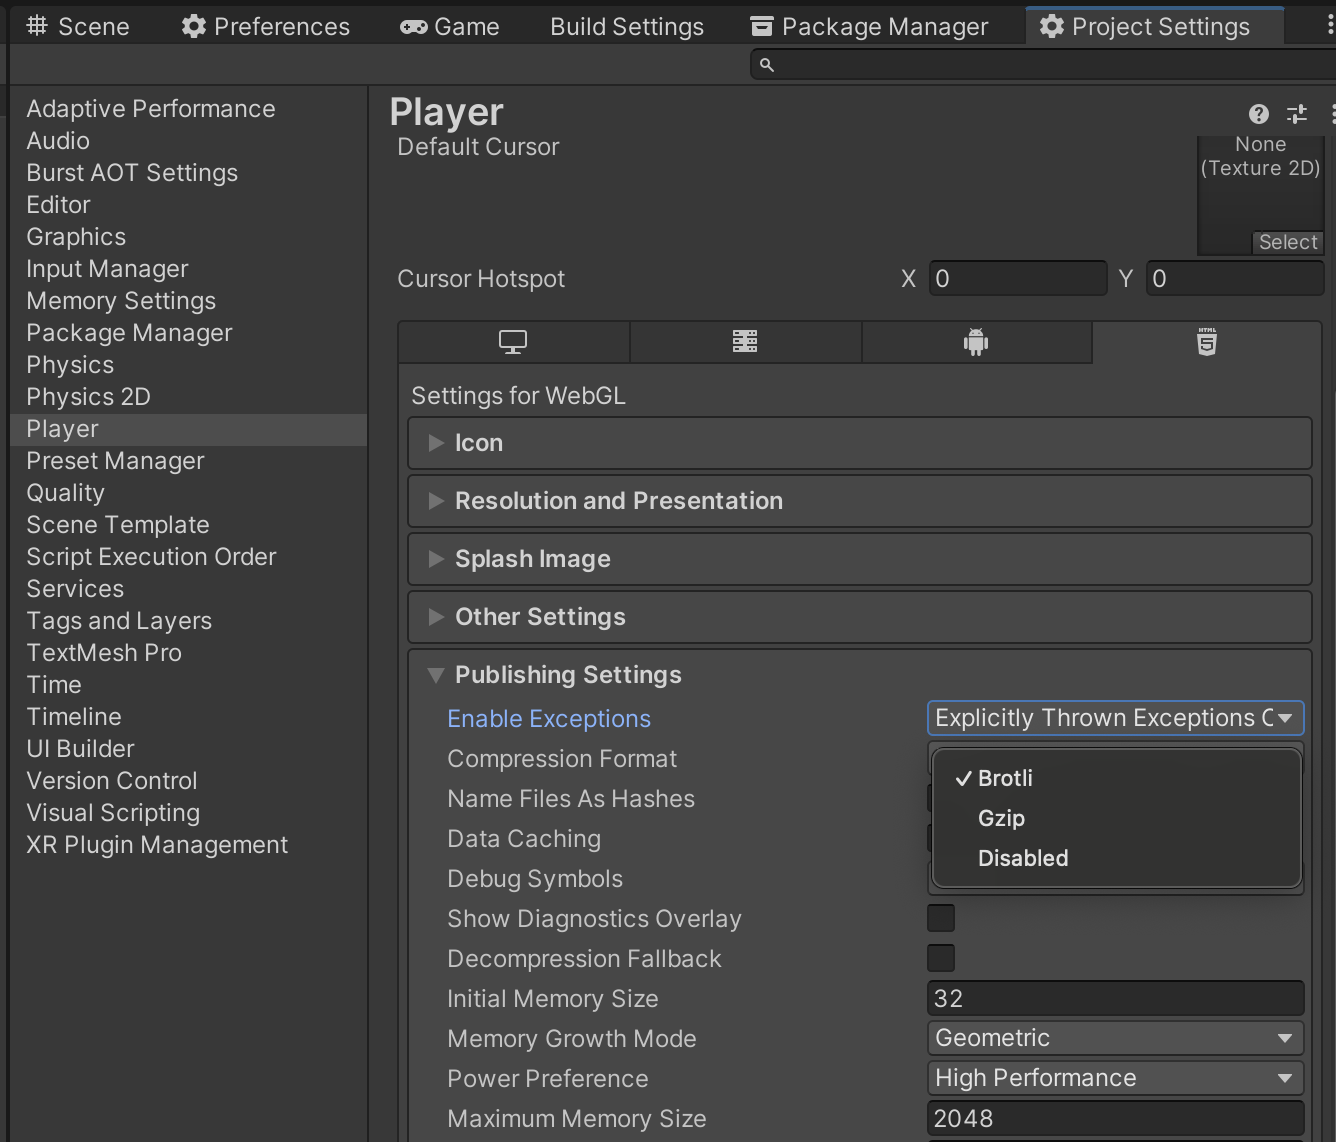 Scene Preferences Game Build Settings Package Manager Project Settings
Adaptive Performance
Audio
Burst AOT Settings
Editor
Graphics
Input Manager
Memory Settings
Package Manager
Physics
Physics 2D
Player
Preset Manager
Quality
Scene Template
Script Execution Order
Services
Tags and Layers
TextMesh Pro
Time
Timeline
UI Builder
Version Control
Visual Scripting
XR Plugin Management
Player
Default Cursor
None
(Texture 2D)
Select
Cursor Hotspot X 0 Y 0
HTML
5
Settings for WebGL
Icon
Resolution and Presentation
Splash Image
Other Settings
Publishing Settings
Enable Exceptions Explicitly Thrown Exceptions O
Compression Format
Brotli
Name Files As Hashes
Gzip
Data Caching
Disabled
Debug Symbols
Show Diagnostics Overlay
Decompression Fallback
Initial Memory Size 32
Memory Growth Mode Geometric
Power Preference High Performance
Maximum Memory Size 2048